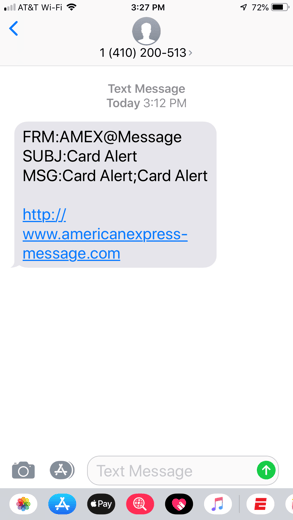 AT&T Wi-Fi 3:27 PM 72%
1 (410) 200-513
Text Message
Today 3:12 PM
FRM:AMEX@Message
SUBJ:Card Alert
MSG:Card Alert;Card Alert
http://
www.americanexpress-
message.com
Text Message
Pay